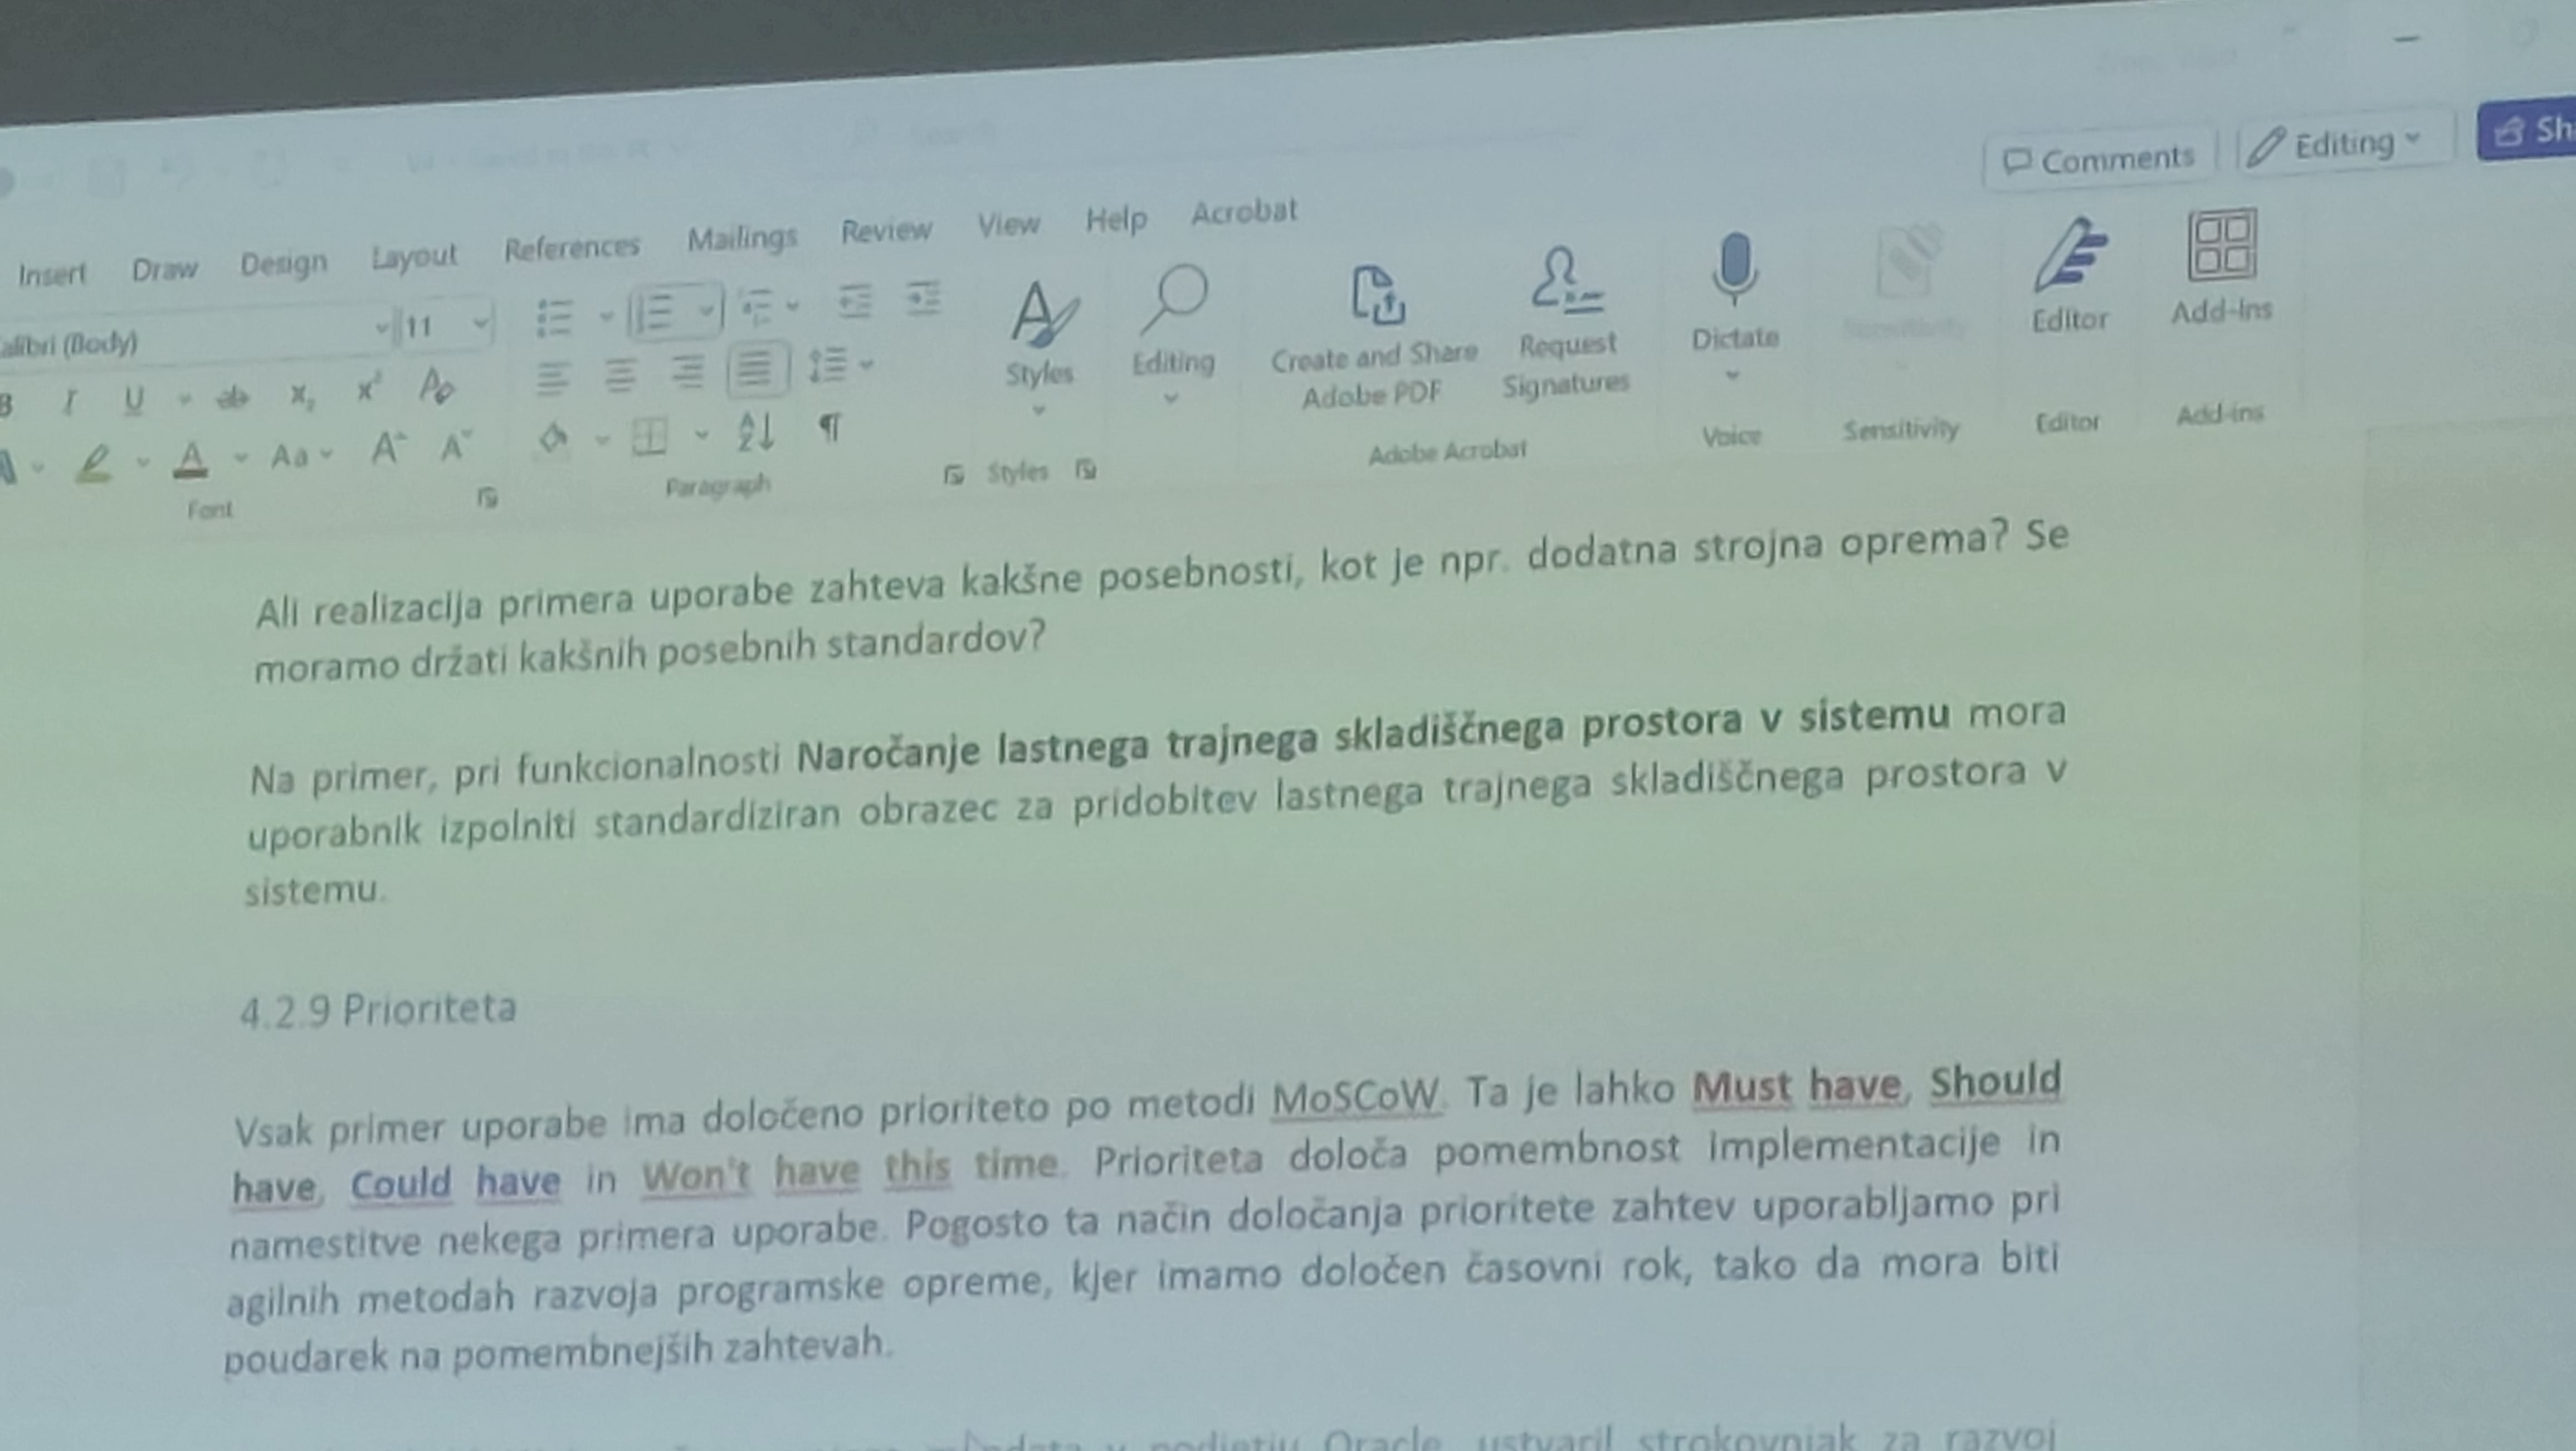 Comments
Editing
Sh
Insert Draw Design Layout References Mailings Review View Help Acrobat
alibri (Body) 11
Styles
Editing
Create and Share
Adobe PDF
Request
Signatures
Dictate
Sensitivity
Editor
Add-Ins
Font
Paragraph
Styles
Adobe Acrobat
Voice
Sensitivity
Editor
Add-ins
Ali realizacija primera uporabe zahteva kakšne posebnosti, kot je npr. dodatna strojna oprema? Se
moramo držati kakšnih posebnih standardov?
Na primer, pri funkcionalnosti Naročanje lastnega trajnega skladiščnega prostora v sistemu mora
uporabnik izpolniti standardiziran obrazec za pridobitev lastnega trajnega skladiščnega prostora v
sistemu.
4.2.9 Prioriteta
Vsak primer uporabe ima določeno prioriteto po metodi MoSCoW. Ta je lahko Must have, Should
have, Could have in Won't have this time. Prioriteta določa pomembnost implementacije in
namestitve nekega primera uporabe. Pogosto ta način določanja prioritete zahtev uporabljamo pri
agilnih metodah razvoja programske opreme, kjer imamo določen časovni rok, tako da mora biti
poudarek na pomembnejših zahtevah.
v podjetju Oracle, ustvaril strokovnjak za razvoj